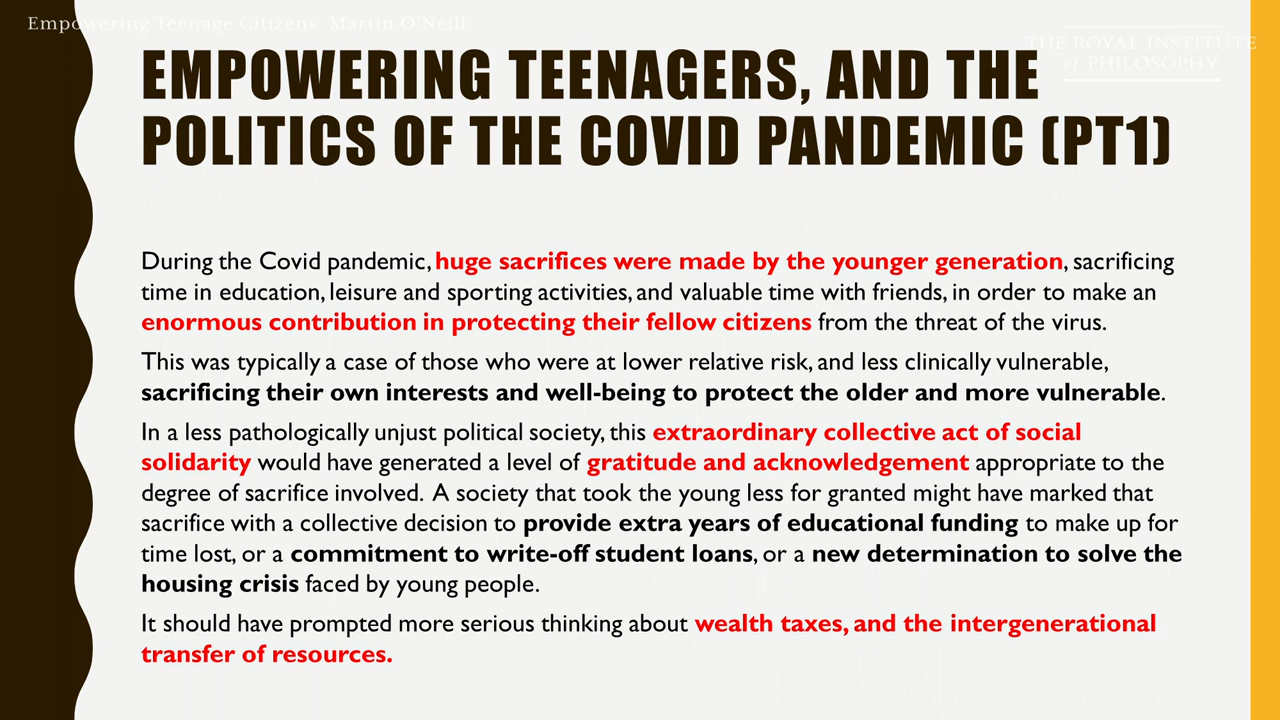 Empowering Teenage Citizens: Martin O'Neill
THE ROYAL INSTITUTE
of PHILOSOPHY
EMPOWERING TEENAGERS, AND THE
POLITICS OF THE COVID PANDEMIC (PT1)
During the Covid pandemic, huge sacrifices were made by the younger generation, sacrificing
time in education, leisure and sporting activities, and valuable time with friends, in order to make an
enormous contribution in protecting their fellow citizens from the threat of the virus.
This was typically a case of those who were at lower relative risk, and less clinically vulnerable,
sacrificing their own interests and well-being to protect the older and more vulnerable.
In a less pathologically unjust political society, this extraordinary collective act of social
solidarity would have generated a level of gratitude and acknowledgement appropriate to the
degree of sacrifice involved. A society that took the young less for granted might have marked that
sacrifice with a collective decision to provide extra years of educational funding to make up for
time lost, or a commitment to write-off student loans, or a new determination to solve the
housing crisis faced by young people.
It should have prompted more serious thinking about wealth taxes, and the intergenerational
transfer of resources.